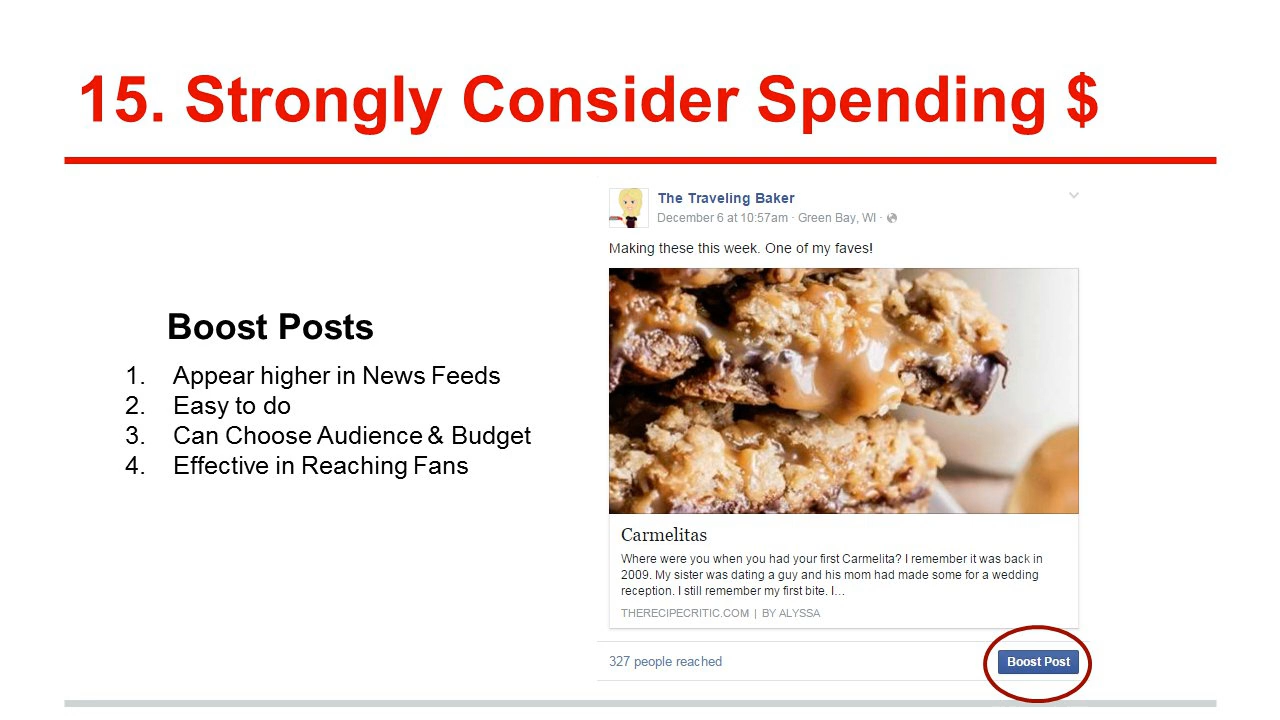 15. Strongly Consider Spending $
Boost Posts
1. Appear higher in News Feeds
2. Easy to do
3. Can Choose Audience & Budget
4. Effective in Reaching Fans
The Traveling Baker
December 6 at 10:57am · Green Bay, WI ·
Making these this week. One of my faves!
Carmelitas
Where were you when you had your first Carmelita? I remember it was back in
2009. My sister was dating a guy and his mom had made some for a wedding
reception. I still remember my first bite. I...
THERECIPECRITIC.COM | BY ALYSSA
327 people reached
Boost Post